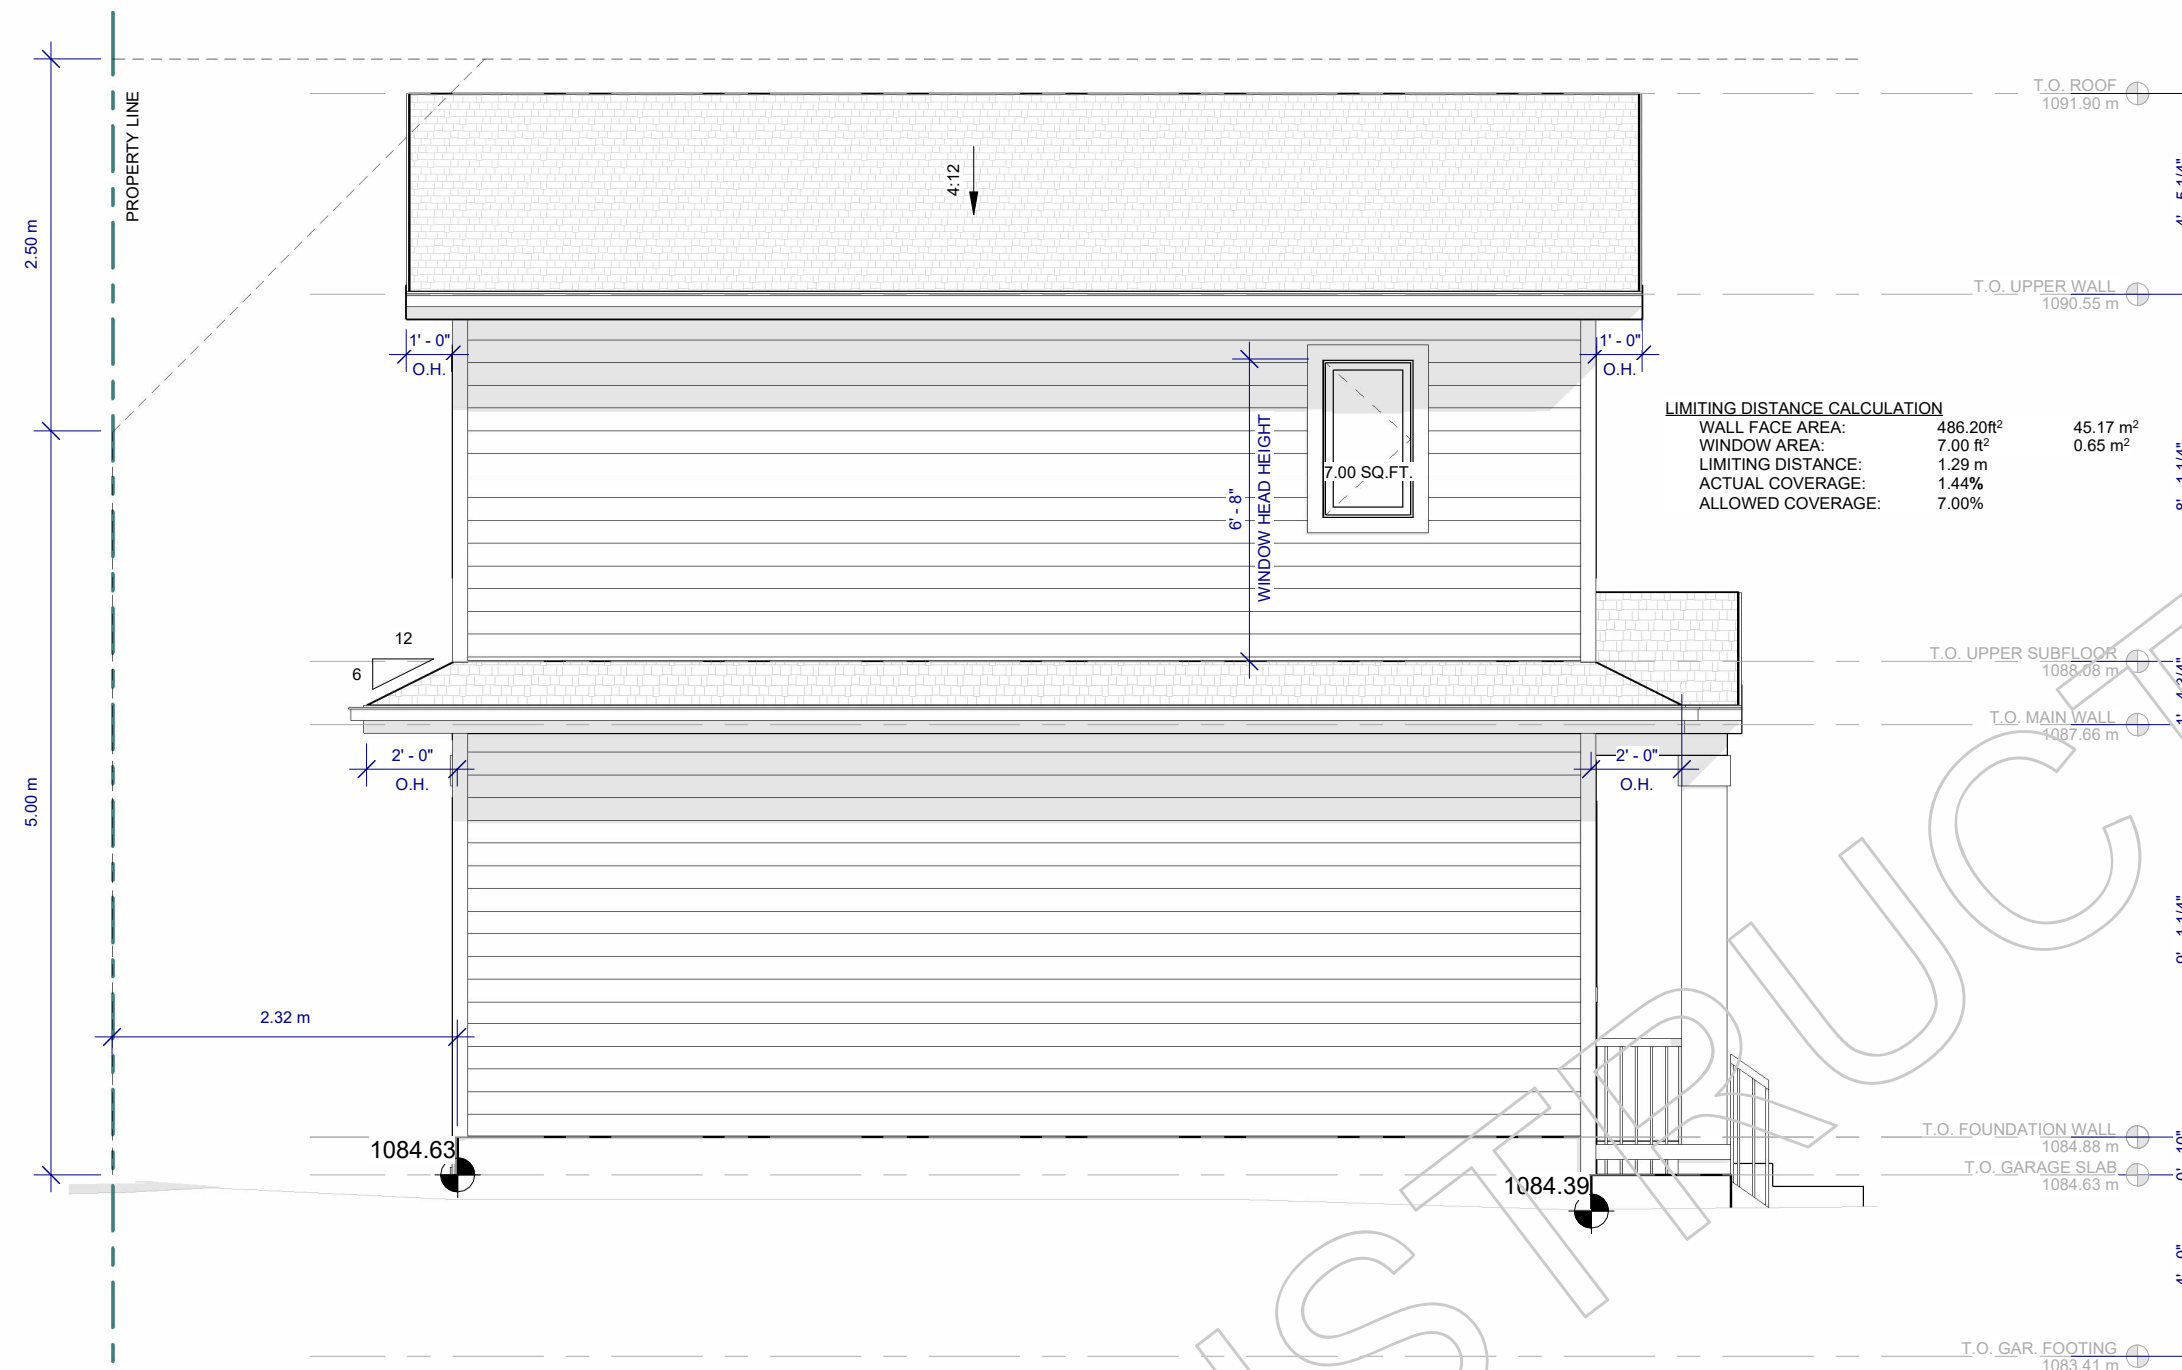 PROPERTY LINE
2.50 m
5.00 m
2.32 m
4:12
1' - 0"
O.H.
1' - 0"
O.H.
6' - 8"
WINDOW HEAD HEIGHT
7.00 SQ.FT.
LIMITING DISTANCE CALCULATION
WALL FACE AREA: 486.20ft² 45.17 m²
WINDOW AREA: 7.00 ft² 0.65 m²
LIMITING DISTANCE: 1.29 m
ACTUAL COVERAGE: 1.44%
ALLOWED COVERAGE: 7.00%
12
6
2' - 0"
O.H.
2' - 0"
O.H.
1084.63
1084.39
T.O. ROOF
1091.90 m
T.O. UPPER WALL
1090.55 m
T.O. UPPER SUBFLOOR
1088.08 m
T.O. MAIN WALL
1087.66 m
T.O. FOUNDATION WALL
1084.88 m
T.O. GARAGE SLAB
1084.63 m
T.O. GAR. FOOTING
1083.41 m